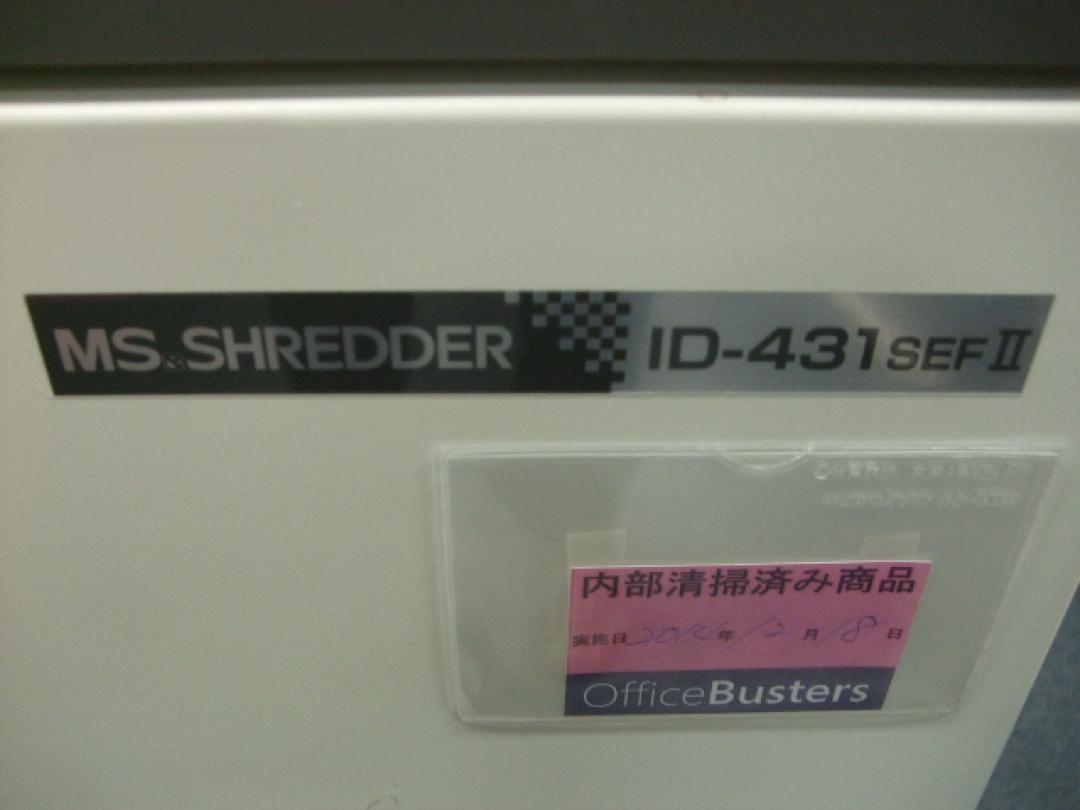 MS SHREDDER ID-431SEFⅡ
内部清掃済み商品
実施日 2014年12月18日
OfficeBusters